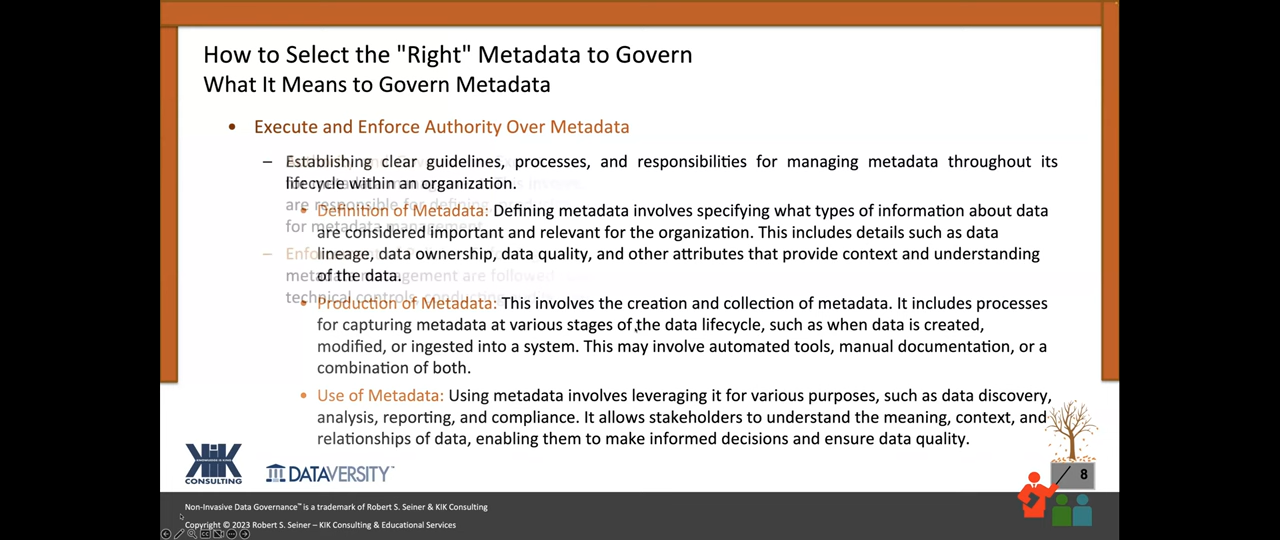 How to Select the "Right" Metadata to Govern
What It Means to Govern Metadata
• Execute and Enforce Authority Over Metadata
– Establishing clear guidelines, processes, and responsibilities for managing metadata throughout its
lifecycle within an organization.
• Definition of Metadata: Defining metadata involves specifying what types of information about data
are considered important and relevant for the organization. This includes details such as data
lineage, data ownership, data quality, and other attributes that provide context and understanding
of the data.
• Production of Metadata: This involves the creation and collection of metadata. It includes processes
for capturing metadata at various stages of the data lifecycle, such as when data is created,
modified, or ingested into a system. This may involve automated tools, manual documentation, or a
combination of both.
• Use of Metadata: Using metadata involves leveraging it for various purposes, such as data discovery,
analysis, reporting, and compliance. It allows stakeholders to understand the meaning, context, and
relationships of data, enabling them to make informed decisions and ensure data quality.
KIK
CONSULTING
DATAVERSITY™
8
Non-Invasive Data Governance™ is a trademark of Robert S. Seiner & KIK Consulting
Copyright © 2023 Robert S. Seiner – KIK Consulting & Educational Services